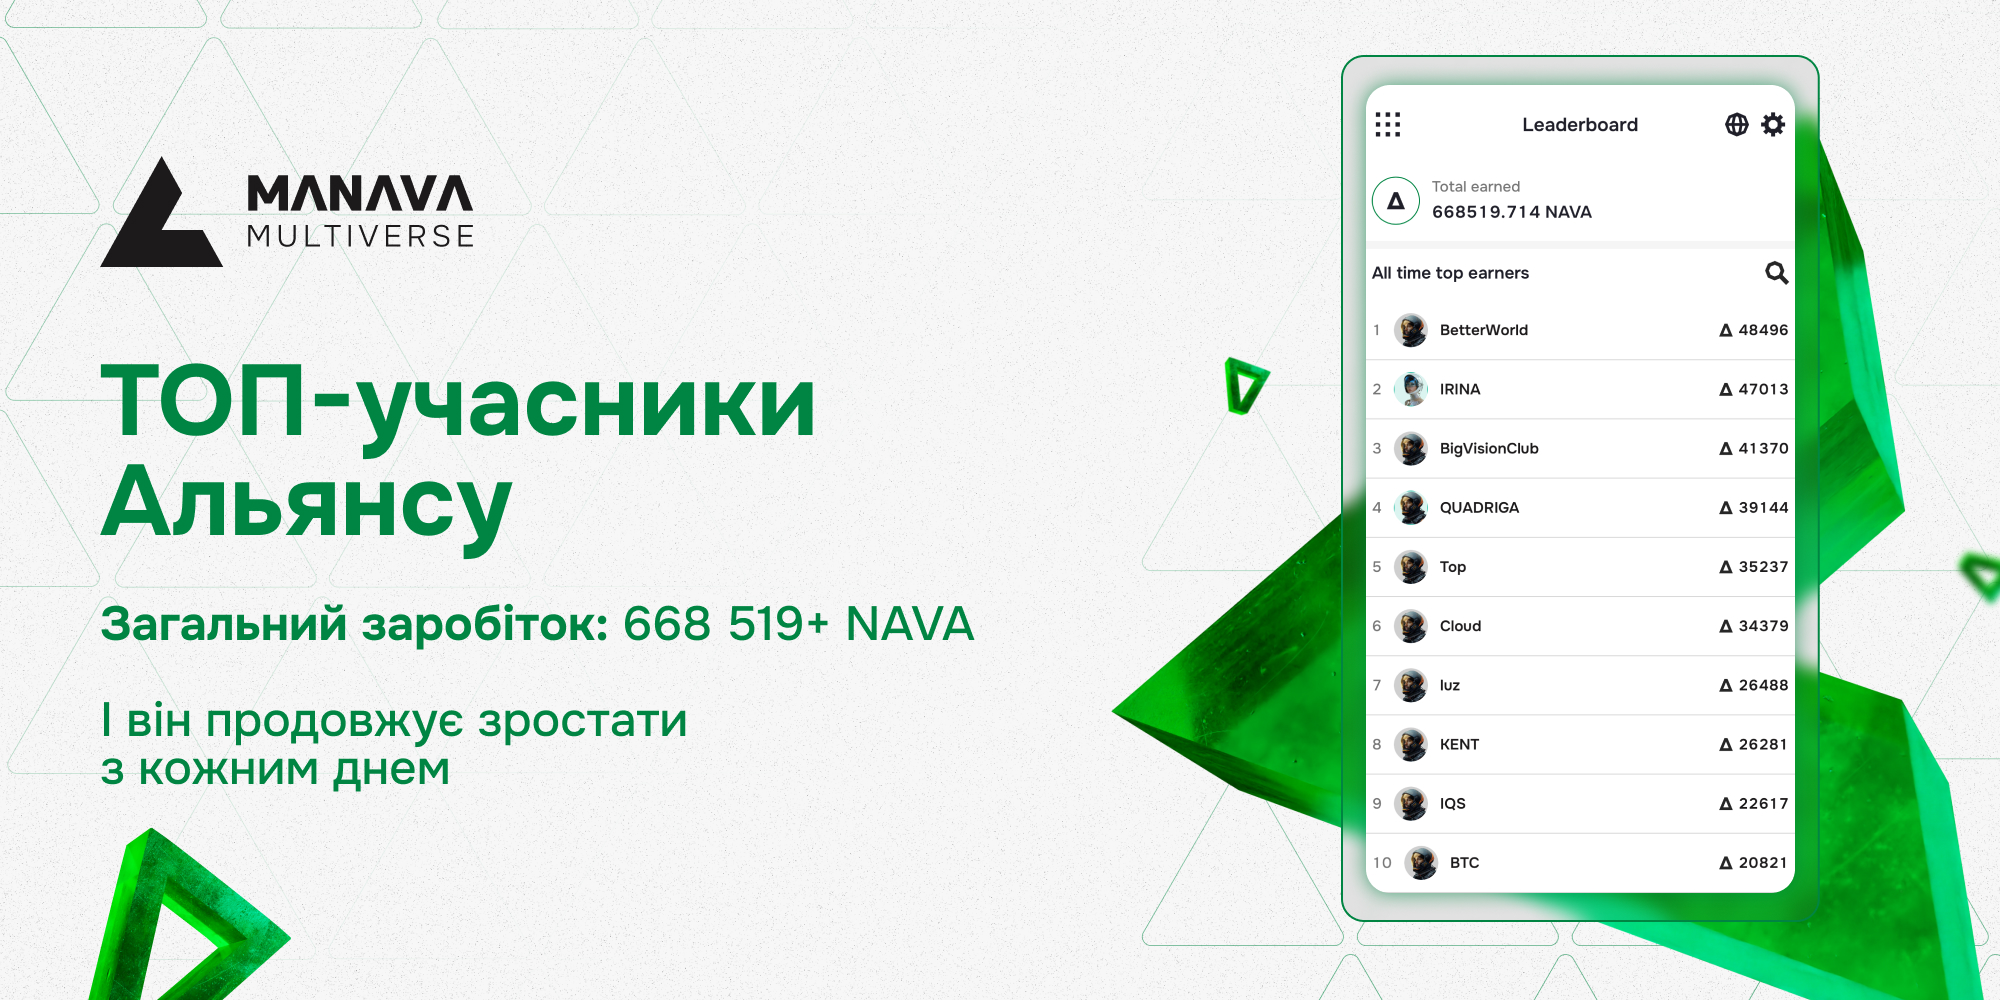 MANAVA
MULTIVERSE
ТОП-учасники
Альянсу
Загальний заробіток: 668 519+ NAVA
І він продовжує зростати
з кожним днем
Leaderboard
Total earned
668519.714 NAVA
All time top earners
1 BetterWorld 48496
2 IRINA 47013
3 BigVisionClub 41370
4 QUADRIGA 39144
5 Top 35237
6 Cloud 34379
7 luz 26488
8 KENT 26281
9 IQS 22617
10 BTC 20821